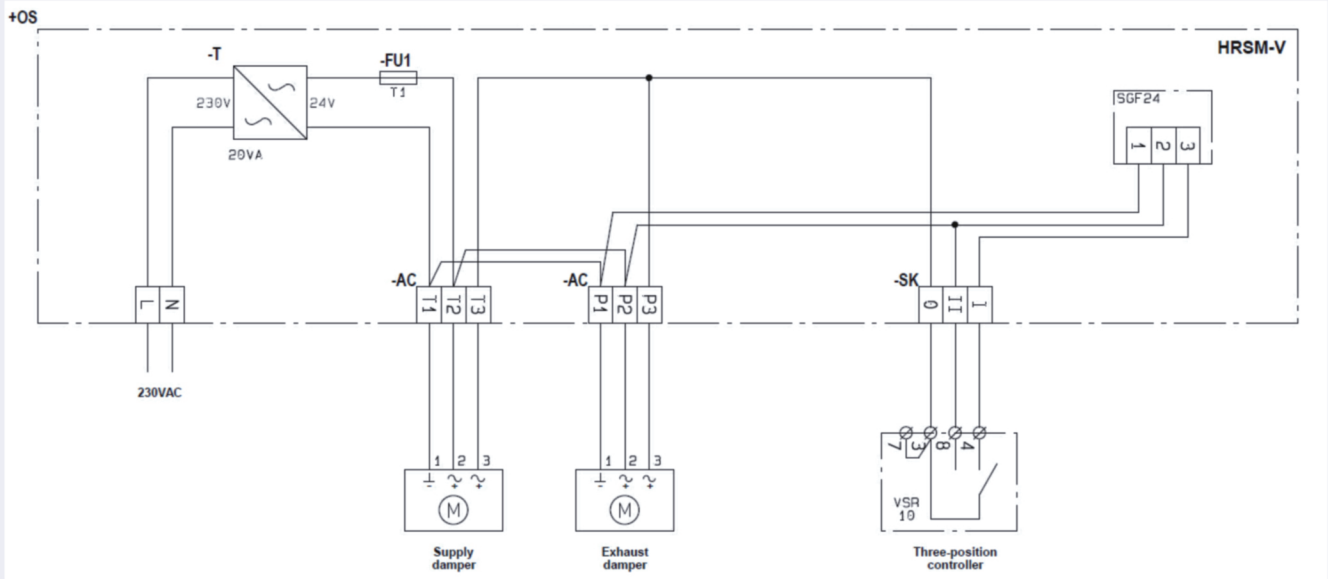 +OS
HRSM-V
-T
-FU1
T1
230V
24V
20VA
SGF24
1 2 3
-AC
-AC
-SK
L N
T1 T2 T3
P1 P2 P3
0 II I
230VAC
1 2 3
1 2 3
7 3 8 4
M
M
VSR
10
Supply
damper
Exhaust
damper
Three-position
controller